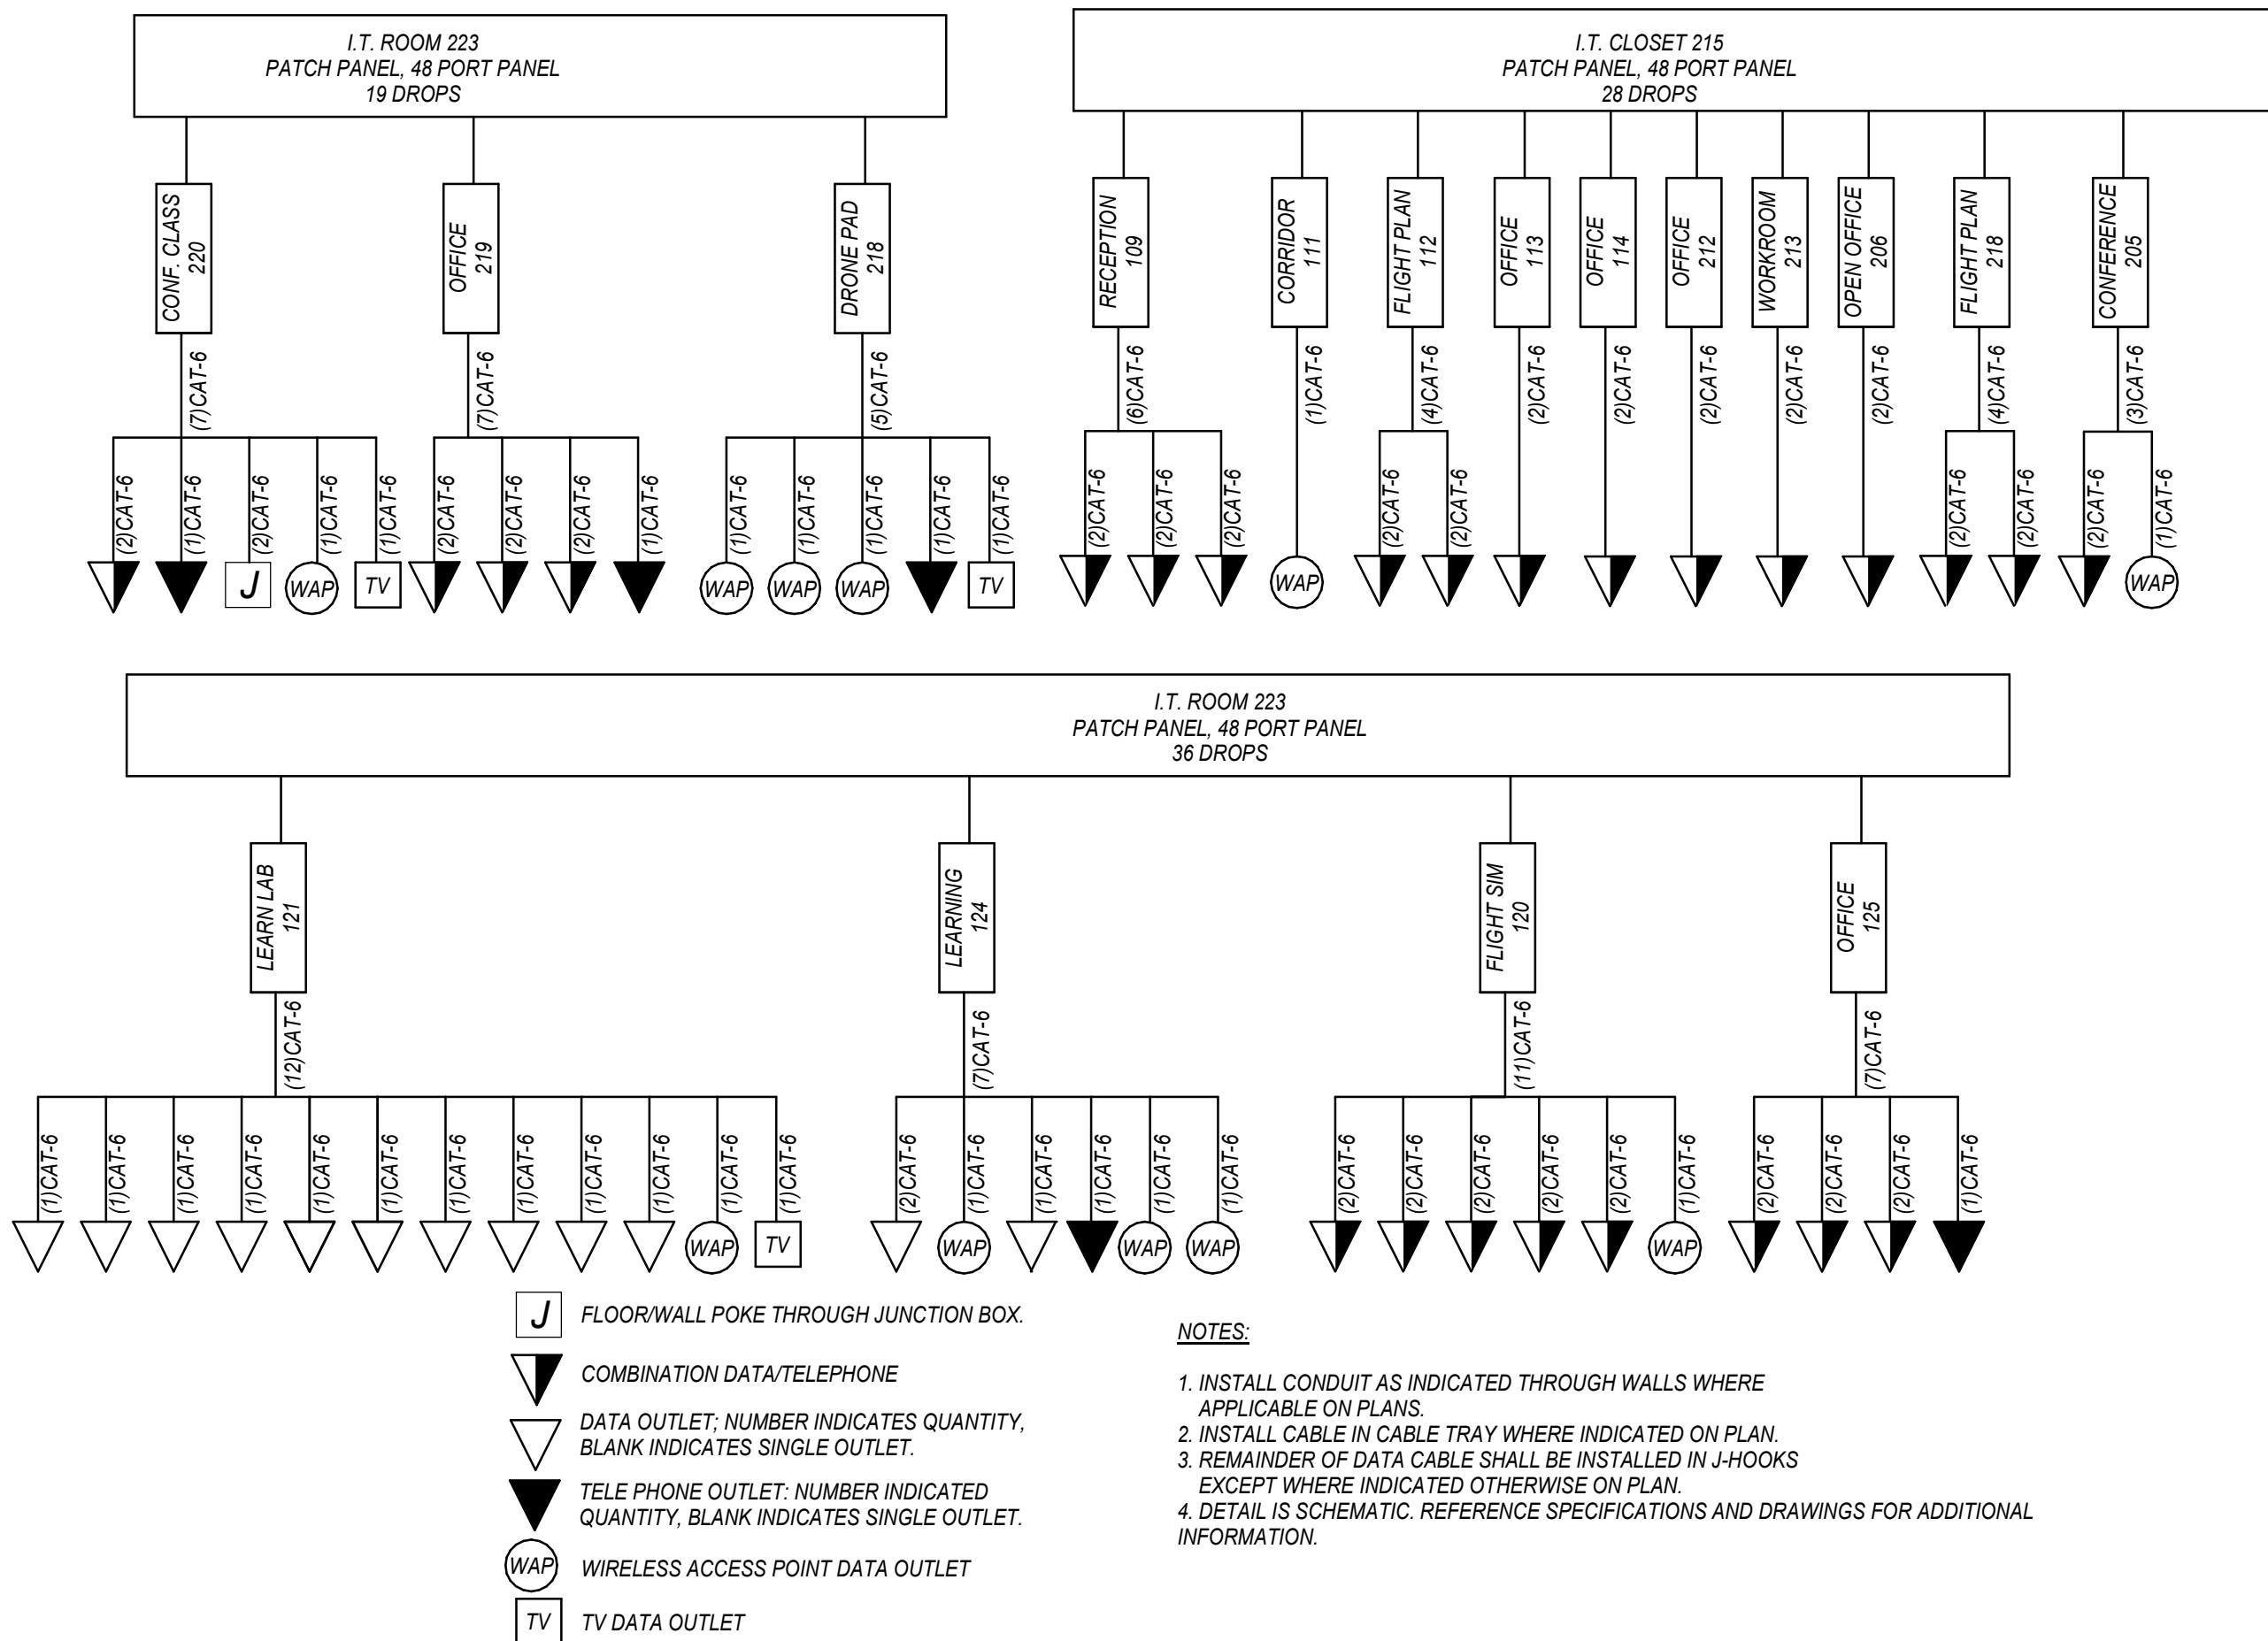 I.T. ROOM 223
PATCH PANEL, 48 PORT PANEL
19 DROPS
CONF. CLASS
220
OFFICE
219
DRONE PAD
218
(7)CAT-6
(7)CAT-6
(5)CAT-6
(2)CAT-6
(1)CAT-6
(2)CAT-6
(1)CAT-6
(1)CAT-6
(2)CAT-6
(2)CAT-6
(2)CAT-6
(1)CAT-6
(1)CAT-6
(1)CAT-6
(1)CAT-6
(1)CAT-6
(1)CAT-6
J
WAP
TV
WAP
WAP
WAP
TV
I.T. CLOSET 215
PATCH PANEL, 48 PORT PANEL
28 DROPS
RECEPTION
109
CORRIDOR
111
FLIGHT PLAN
112
OFFICE
113
OFFICE
114
OFFICE
212
WORKROOM
213
OPEN OFFICE
206
FLIGHT PLAN
218
CONFERENCE
205
(6)CAT-6
(1)CAT-6
(4)CAT-6
(2)CAT-6
(2)CAT-6
(2)CAT-6
(2)CAT-6
(2)CAT-6
(4)CAT-6
(3)CAT-6
(2)CAT-6
(2)CAT-6
(2)CAT-6
(2)CAT-6
(2)CAT-6
(2)CAT-6
(2)CAT-6
(2)CAT-6
(1)CAT-6
WAP
WAP
I.T. ROOM 223
PATCH PANEL, 48 PORT PANEL
36 DROPS
LEARN LAB
121
LEARNING
124
FLIGHT SIM
120
OFFICE
125
(12)CAT-6
(7)CAT-6
(11)CAT-6
(7)CAT-6
(1)CAT-6
(1)CAT-6
(1)CAT-6
(1)CAT-6
(1)CAT-6
(1)CAT-6
(1)CAT-6
(1)CAT-6
(1)CAT-6
(1)CAT-6
(1)CAT-6
(1)CAT-6
(2)CAT-6
(1)CAT-6
(1)CAT-6
(1)CAT-6
(1)CAT-6
(1)CAT-6
(2)CAT-6
(2)CAT-6
(2)CAT-6
(2)CAT-6
(2)CAT-6
(1)CAT-6
(2)CAT-6
(2)CAT-6
(2)CAT-6
(1)CAT-6
WAP
TV
WAP
WAP
WAP
WAP
J
FLOOR/WALL POKE THROUGH JUNCTION BOX.
COMBINATION DATA/TELEPHONE
DATA OUTLET; NUMBER INDICATES QUANTITY,
BLANK INDICATES SINGLE OUTLET.
TELE PHONE OUTLET: NUMBER INDICATED
QUANTITY, BLANK INDICATES SINGLE OUTLET.
WAP
WIRELESS ACCESS POINT DATA OUTLET
TV
TV DATA OUTLET
NOTES:
1. INSTALL CONDUIT AS INDICATED THROUGH WALLS WHERE
APPLICABLE ON PLANS.
2. INSTALL CABLE IN CABLE TRAY WHERE INDICATED ON PLAN.
3. REMAINDER OF DATA CABLE SHALL BE INSTALLED IN J-HOOKS
EXCEPT WHERE INDICATED OTHERWISE ON PLAN.
4. DETAIL IS SCHEMATIC. REFERENCE SPECIFICATIONS AND DRAWINGS FOR ADDITIONAL
INFORMATION.